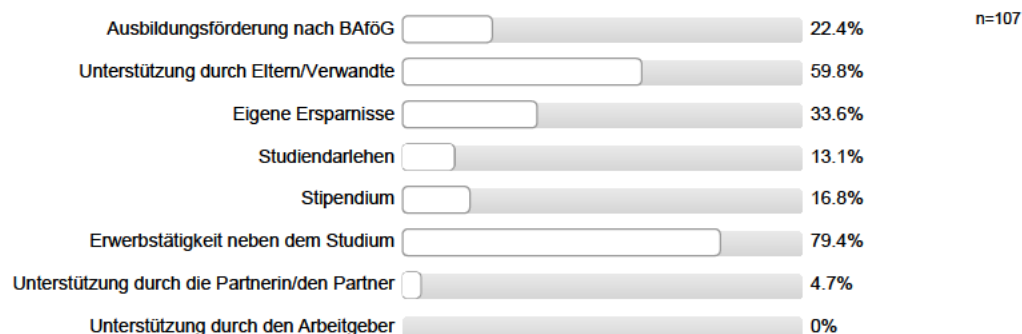 Ausbildungsförderung nach BAföG 22.4% n=107
Unterstützung durch Eltern/Verwandte 59.8%
Eigene Ersparnisse 33.6%
Studiendarlehen 13.1%
Stipendium 16.8%
Erwerbstätigkeit neben dem Studium 79.4%
Unterstützung durch die Partnerin/den Partner 4.7%
Unterstützung durch den Arbeitgeber 0%